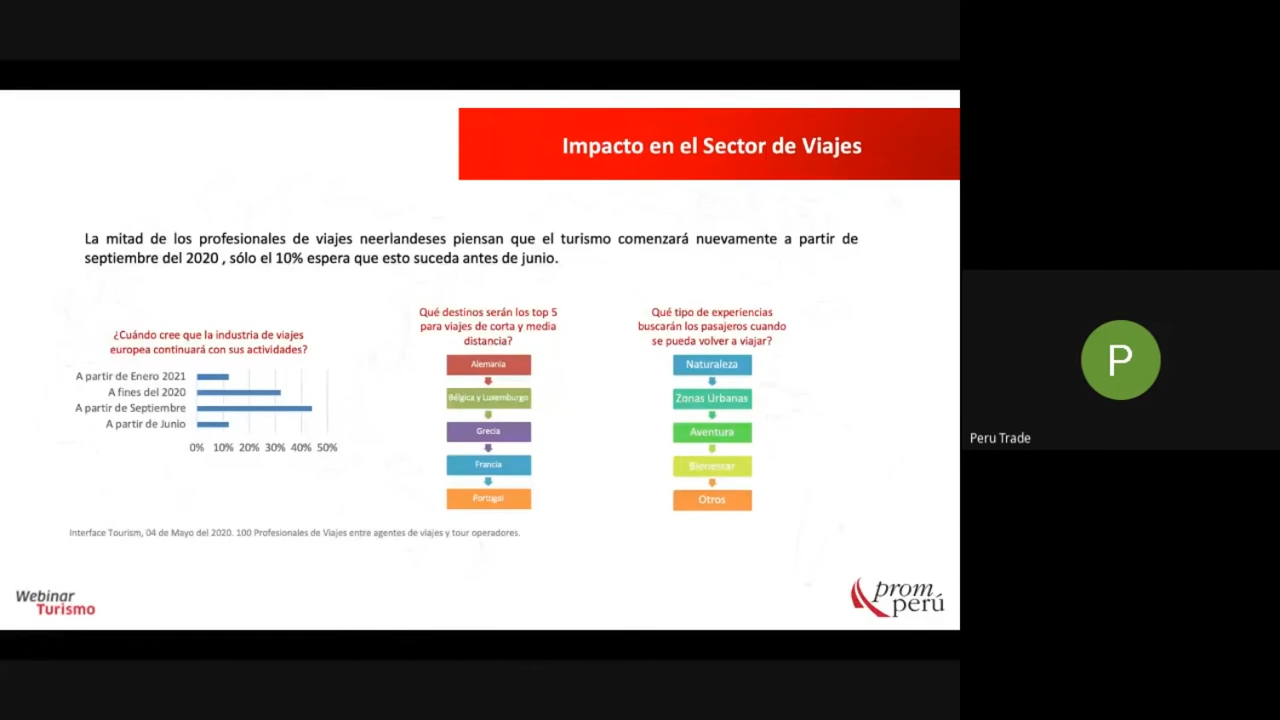 Impacto en el Sector de Viajes
La mitad de los profesionales de viajes neerlandeses piensan que el turismo comenzará nuevamente a partir de
septiembre del 2020 , sólo el 10% espera que esto suceda antes de junio.
¿Cuándo cree que la industria de viajes
europea continuará con sus actividades?
A partir de Enero 2021
A fines del 2020
A partir de Septiembre
A partir de Junio
0% 10% 20% 30% 40% 50%
Qué destinos serán los top 5
para viajes de corta y media
distancia?
Alemania
Bélgica y Luxemburgo
Grecia
Francia
Portugal
Qué tipo de experiencias
buscarán los pasajeros cuando
se pueda volver a viajar?
Naturaleza
Zonas Urbanas
Aventura
Bienestar
Otros
Interface Tourism, 04 de Mayo del 2020. 100 Profesionales de Viajes entre agentes de viajes y tour operadores.
Webinar
Turismo
prom
perú
P
Peru Trade